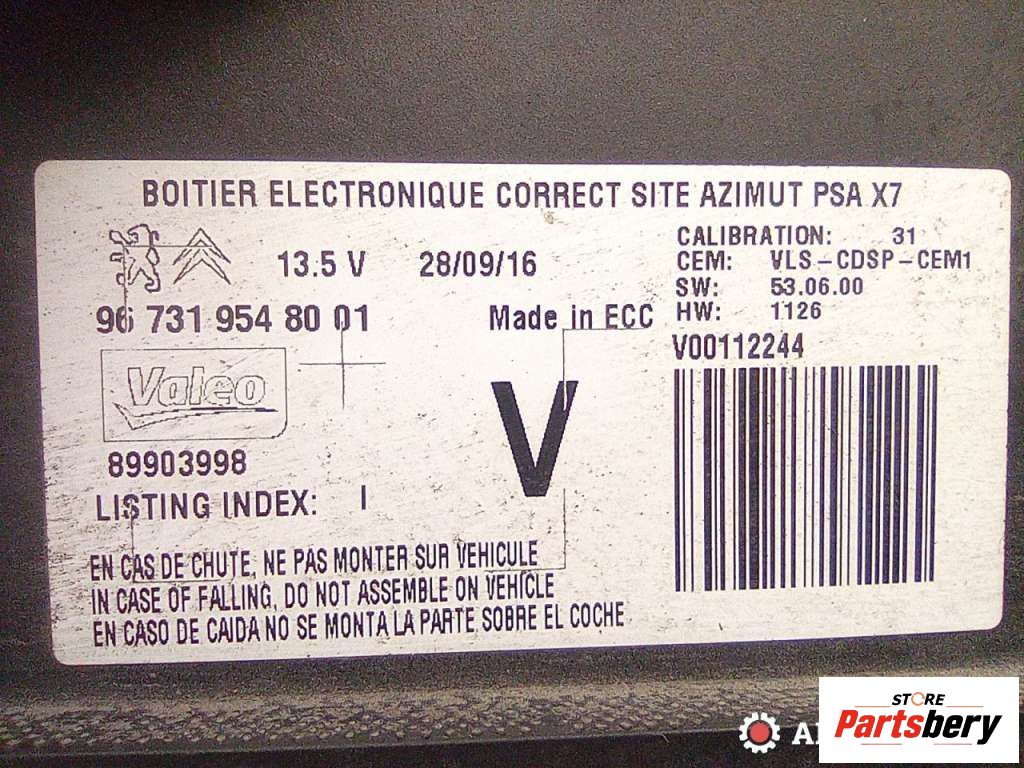 BOITIER ELECTRONIQUE CORRECT SITE AZIMUT PSA X7
13.5 V 28/09/16
96 731 954 80 01 Made in ECC
CALIBRATION: 31
CEM: VLS-CDSP-CEM1
SW: 53.06.00
HW: 1126
V00112244
Valeo
V
89903998
LISTING INDEX: I
EN CAS DE CHUTE, NE PAS MONTER SUR VEHICULE
IN CASE OF FALLING, DO NOT ASSEMBLE ON VEHICLE
EN CASO DE CAIDA NO SE MONTA LA PARTE SOBRE EL COCHE
STORE
Partsbery